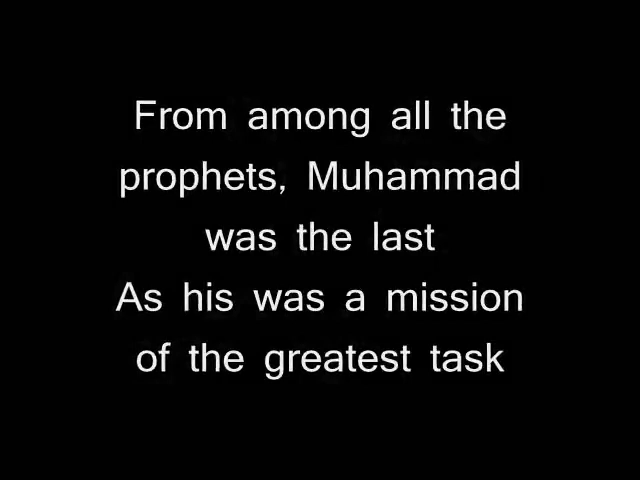 From among all the
prophets, Muhammad
was the last
As his was a mission
of the greatest task